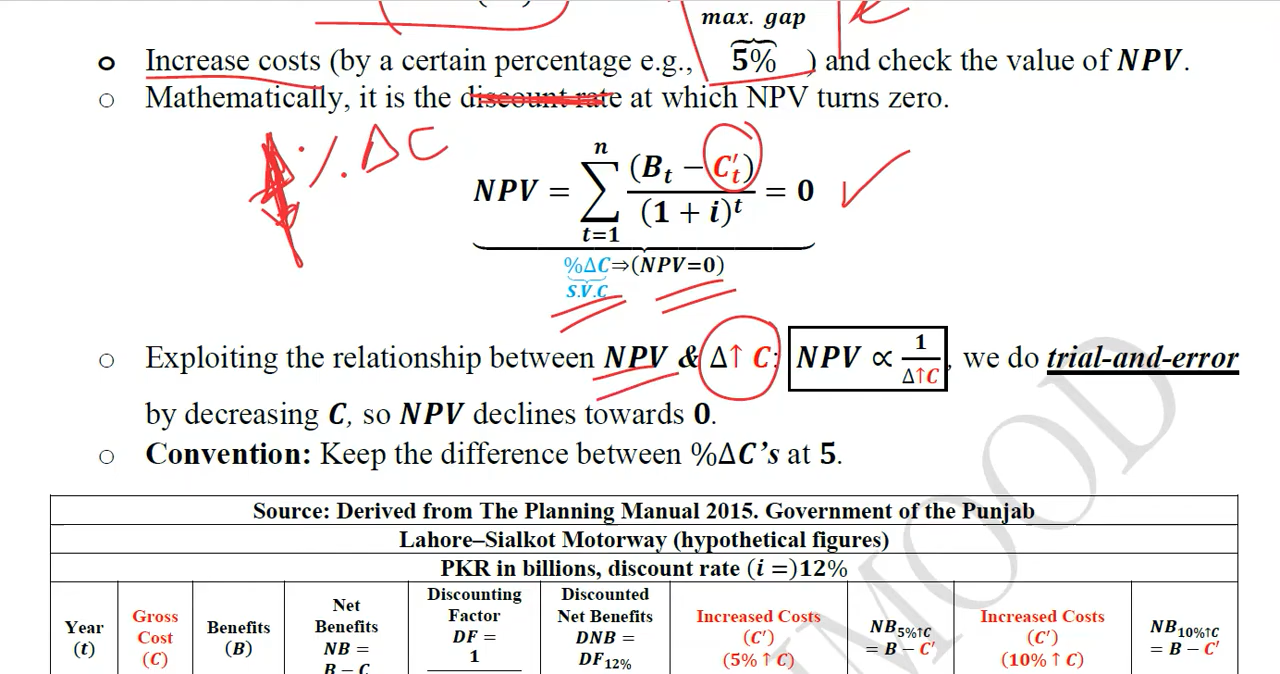 max. gap
o Increase costs (by a certain percentage e.g., 5% ) and check the value of NPV.
o Mathematically, it is the discount rate at which NPV turns zero.
% ΔC
NPV = ∑_{t=1}^{n} (B_t − C′_t) / (1 + i)^t = 0
%ΔC⇒(NPV=0)
S.V.C
o Exploiting the relationship between NPV & Δ↑ C: NPV ∝ 1/Δ↑C, we do trial-and-error
by decreasing C, so NPV declines towards 0.
o Convention: Keep the difference between %ΔC's at 5.
Source: Derived from The Planning Manual 2015. Government of the Punjab
Lahore–Sialkot Motorway (hypothetical figures)
PKR in billions, discount rate (i =)12%
Year (t)
Gross Cost (C)
Benefits (B)
Net Benefits NB = B − C
Discounting Factor DF = 1
Discounted Net Benefits DNB = DF12%
Increased Costs (C′) (5% ↑ C)
NB5%↑C = B − C′
Increased Costs (C′) (10% ↑ C)
NB10%↑C = B − C′